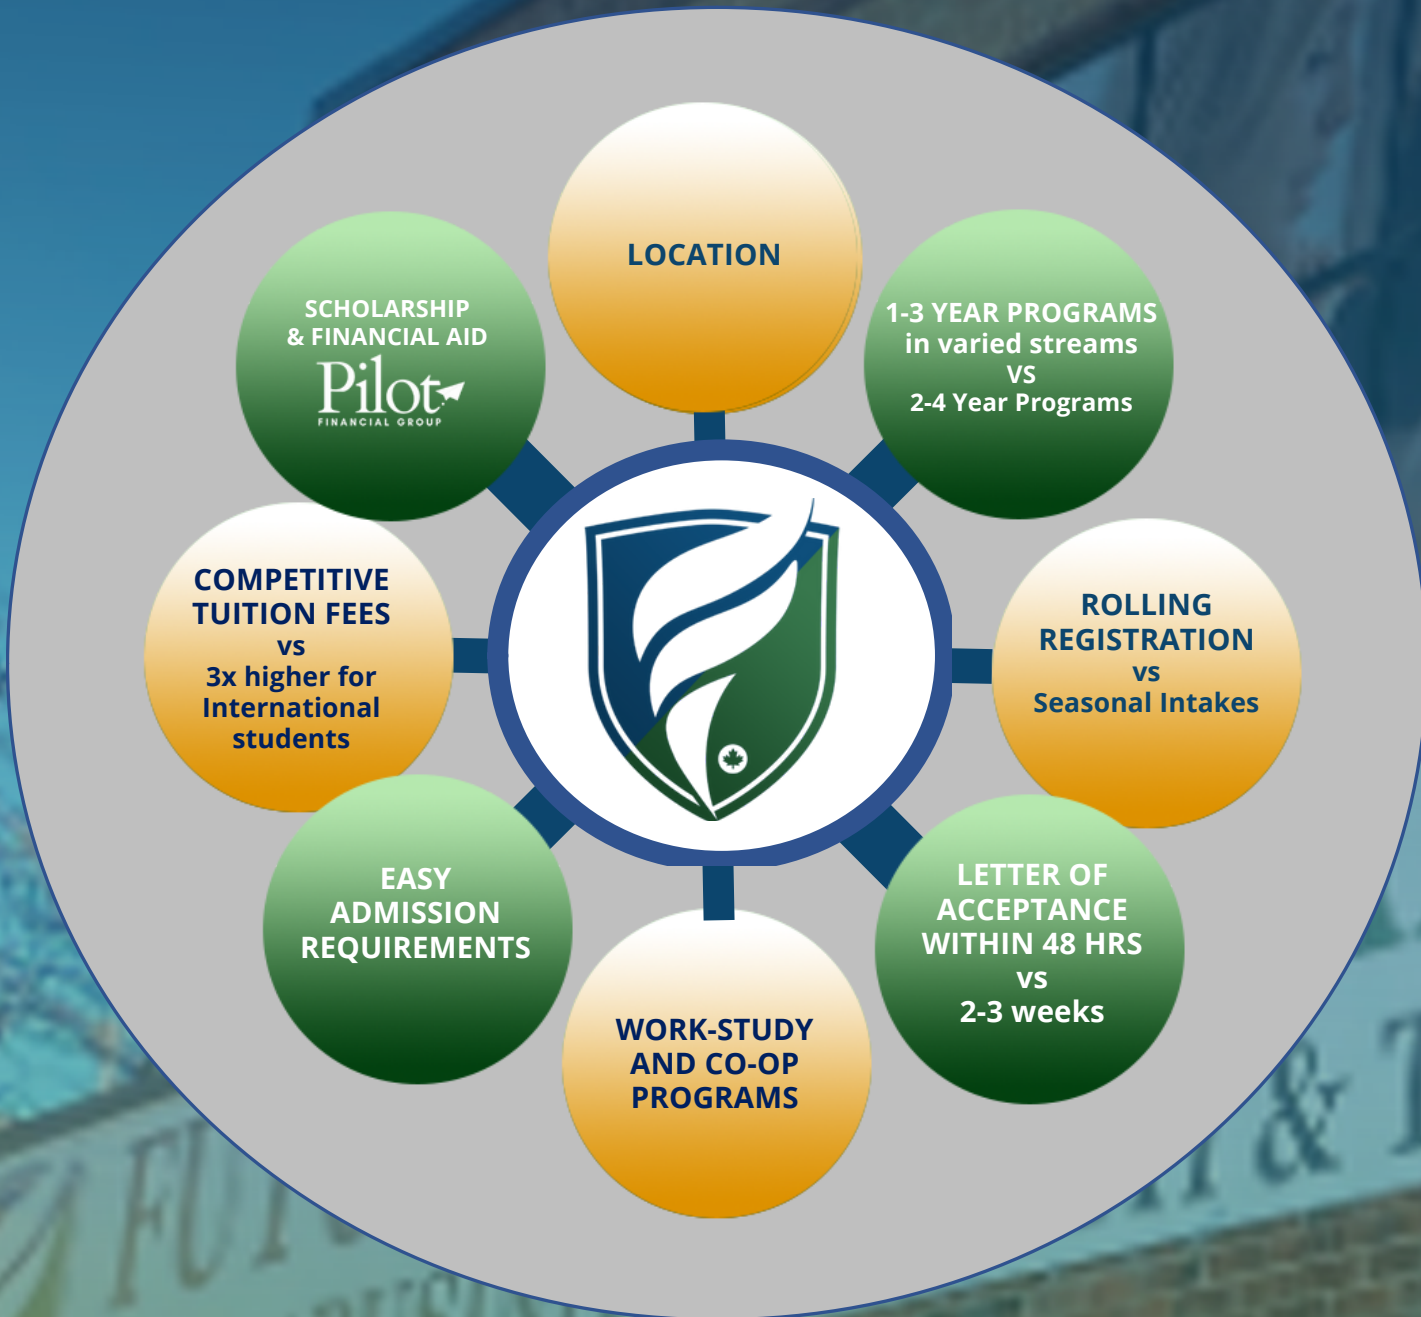 LOCATION
1-3 YEAR PROGRAMS
in varied streams
VS
2-4 Year Programs
ROLLING
REGISTRATION
vs
Seasonal Intakes
LETTER OF
ACCEPTANCE
WITHIN 48 HRS
vs
2-3 weeks
WORK-STUDY
AND CO-OP
PROGRAMS
EASY
ADMISSION
REQUIREMENTS
COMPETITIVE
TUITION FEES
vs
3x higher for
International
students
SCHOLARSHIP
& FINANCIAL AID
Pilot
FINANCIAL GROUP
&